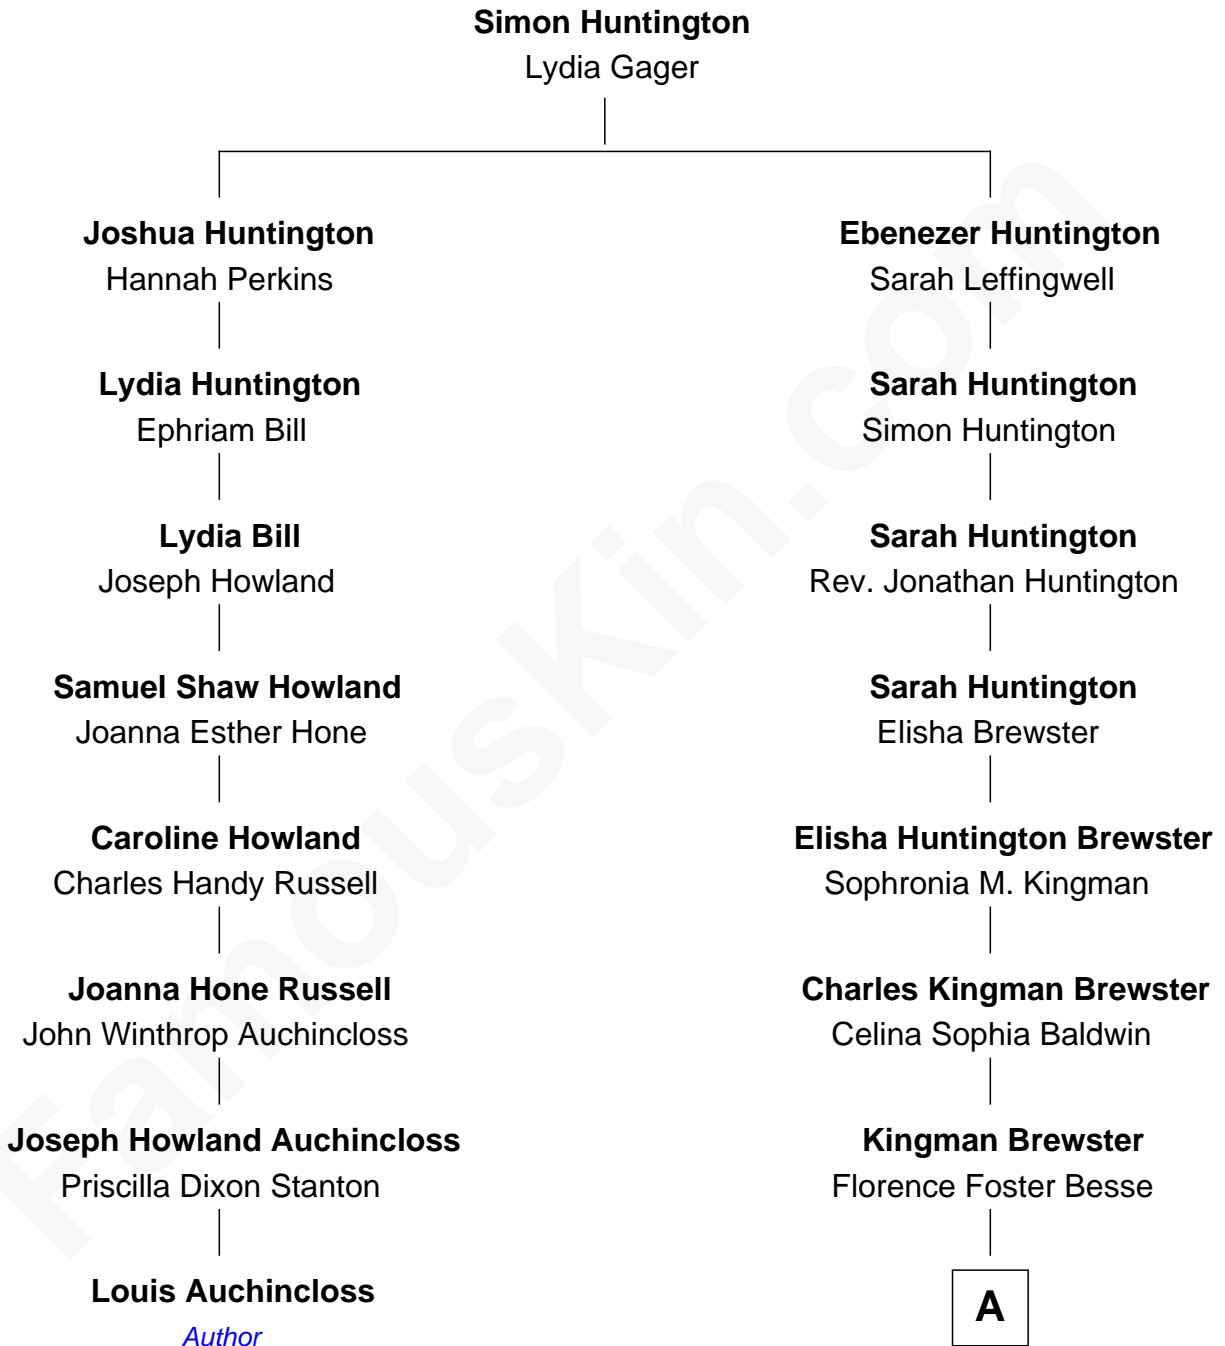 Simon Huntington
Lydia Gager
Joshua Huntington
Hannah Perkins
Ebenezer Huntington
Sarah Leffingwell
Lydia Huntington
Ephriam Bill
Sarah Huntington
Simon Huntington
Lydia Bill
Joseph Howland
Sarah Huntington
Rev. Jonathan Huntington
Samuel Shaw Howland
Joanna Esther Hone
Sarah Huntington
Elisha Brewster
Caroline Howland
Charles Handy Russell
Elisha Huntington Brewster
Sophronia M. Kingman
Joanna Hone Russell
John Winthrop Auchincloss
Charles Kingman Brewster
Celina Sophia Baldwin
Joseph Howland Auchincloss
Priscilla Dixon Stanton
Kingman Brewster
Florence Foster Besse
Louis Auchincloss
Author
A
FamousKin.com